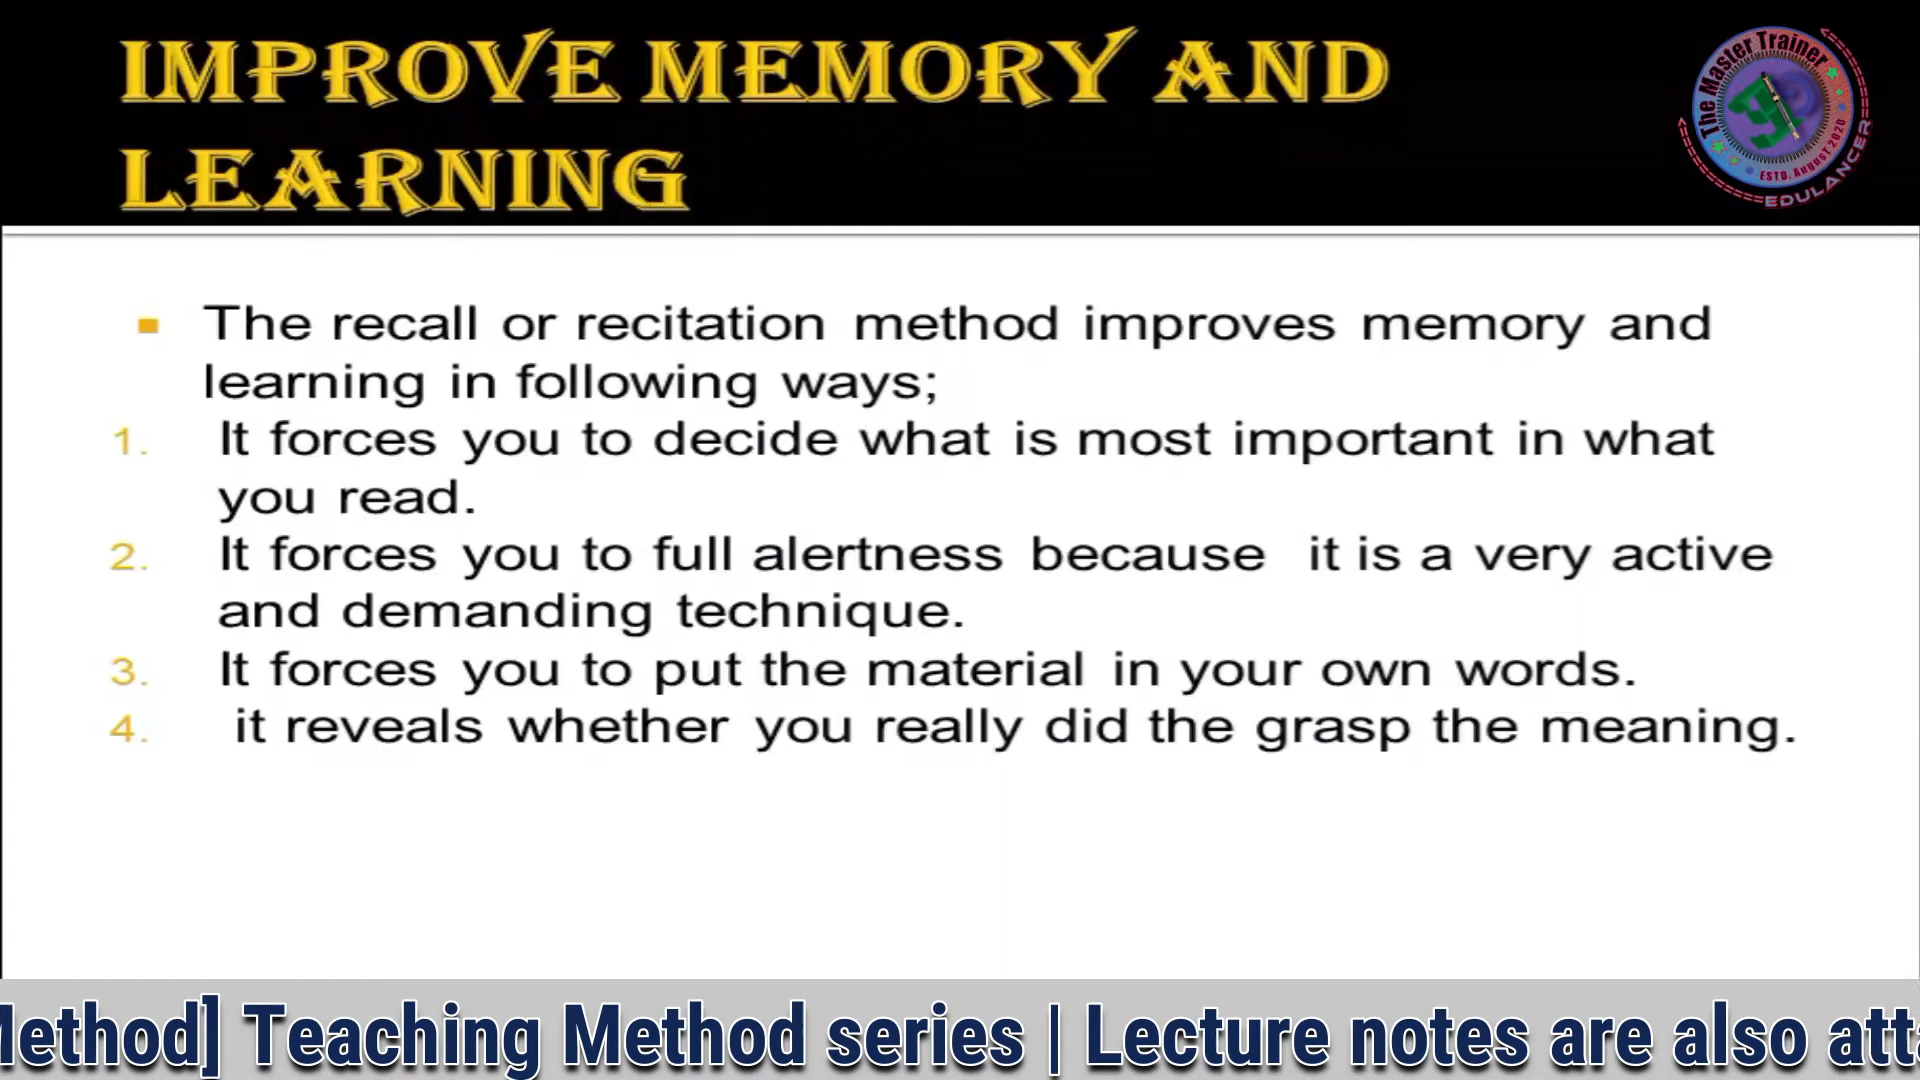 IMPROVE MEMORY AND
LEARNING
The Master Trainer
ESTD. August 2020
EDULANCER
▪ The recall or recitation method improves memory and
learning in following ways;
1. It forces you to decide what is most important in what
you read.
2. It forces you to full alertness because it is a very active
and demanding technique.
3. It forces you to put the material in your own words.
4. it reveals whether you really did the grasp the meaning.
Method] Teaching Method series | Lecture notes are also att